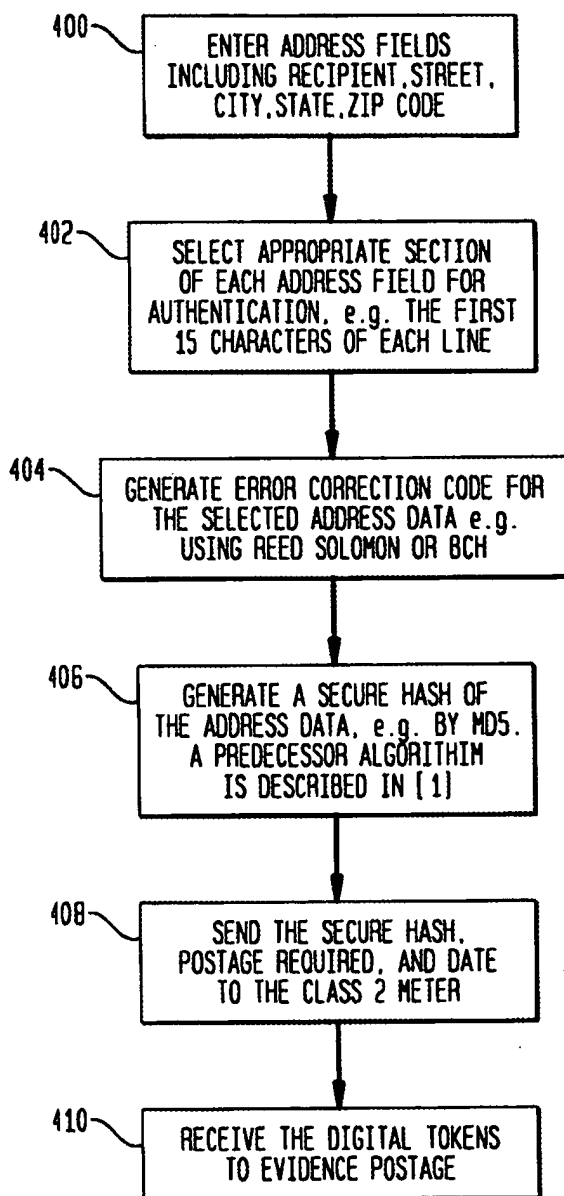 400
ENTER ADDRESS FIELDS
INCLUDING RECIPIENT,STREET,
CITY,STATE,ZIP CODE
402
SELECT APPROPRIATE SECTION
OF EACH ADDRESS FIELD FOR
AUTHENTICATION, e.g. THE FIRST
15 CHARACTERS OF EACH LINE
404
GENERATE ERROR CORRECTION CODE FOR
THE SELECTED ADDRESS DATA e.g.
USING REED SOLOMON OR BCH
406
GENERATE A SECURE HASH OF
THE ADDRESS DATA, e.g. BY MD5.
A PREDECESSOR ALGORITHIM
IS DESCRIBED IN [1]
408
SEND THE SECURE HASH,
POSTAGE REQUIRED, AND DATE
TO THE CLASS 2 METER
410
RECEIVE THE DIGITAL TOKENS
TO EVIDENCE POSTAGE